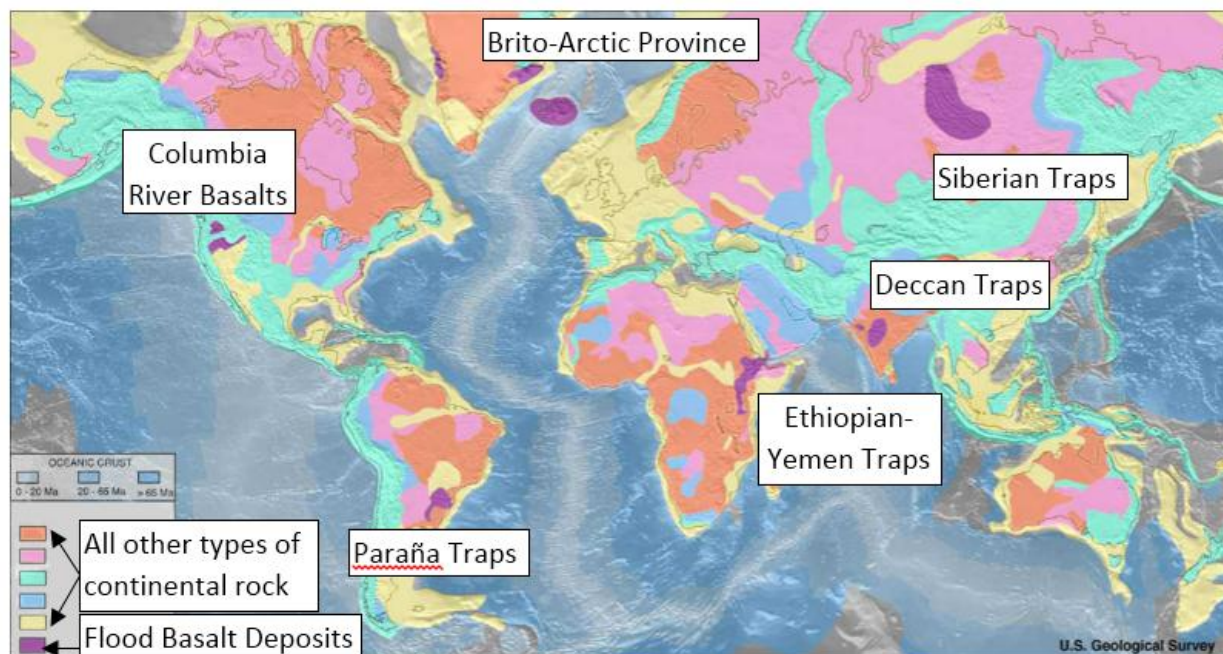 Brito-Arctic Province
Columbia
River Basalts
Siberian Traps
Deccan Traps
Ethiopian-
Yemen Traps
Paraña Traps
OCEANIC CRUST
0 - 20 Ma
20 - 65 Ma
> 65 Ma
All other types of
continental rock
Flood Basalt Deposits
U.S. Geological Survey